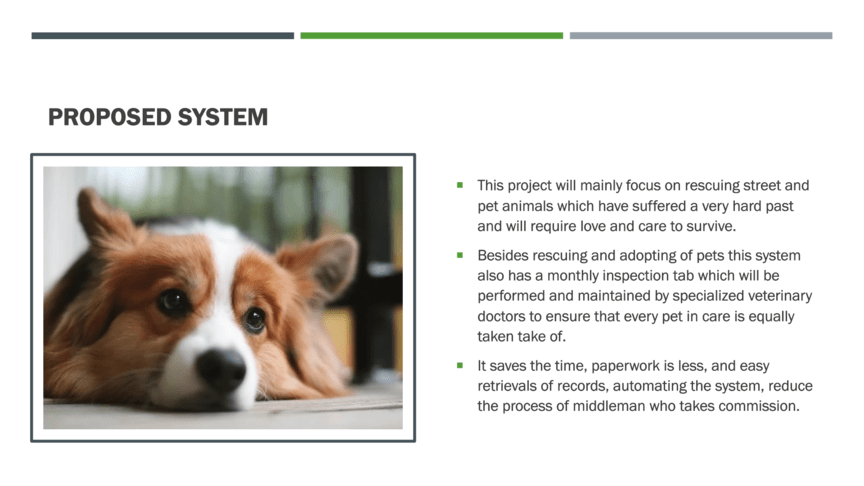 PROPOSED SYSTEM
This project will mainly focus on rescuing street and
pet animals which have suffered a very hard past
and will require love and care to survive.
Besides rescuing and adopting of pets this system
also has a monthly inspection tab which will be
performed and maintained by specialized veterinary
doctors to ensure that every pet in care is equally
taken take of.
It saves the time, paperwork is less, and easy
retrievals of records, automating the system, reduce
the process of middleman who takes commission.